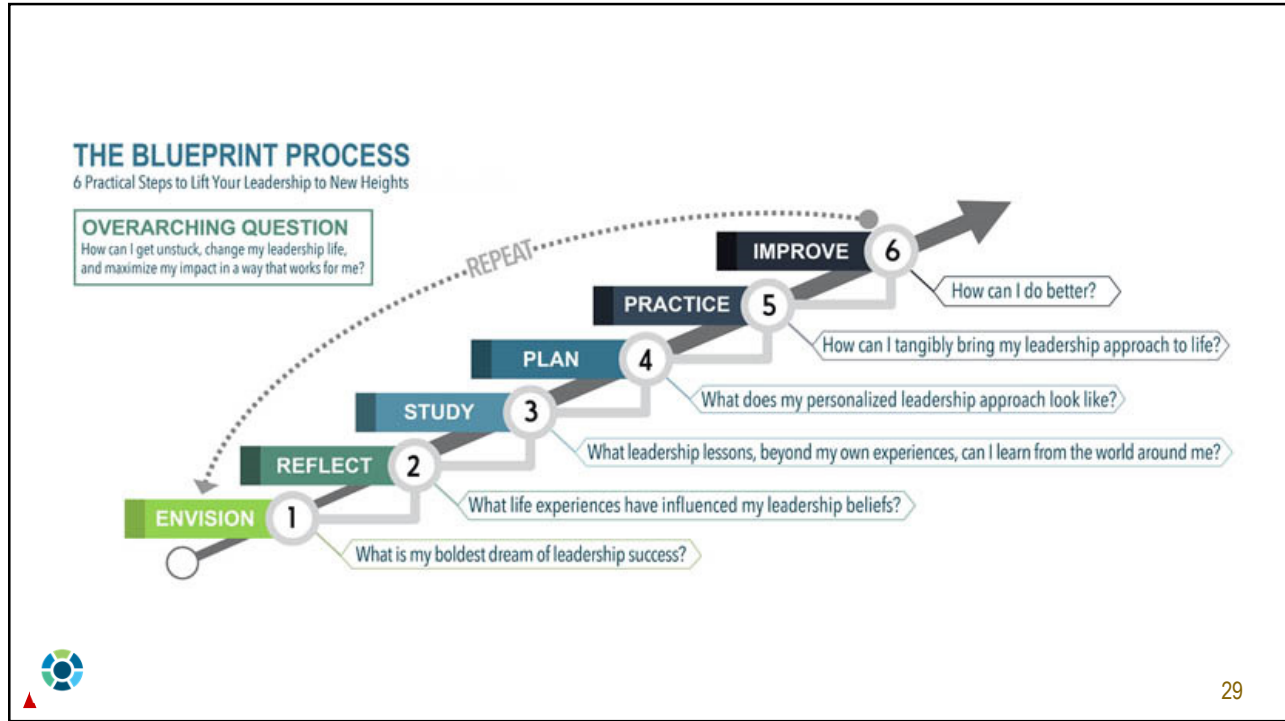 THE BLUEPRINT PROCESS
6 Practical Steps to Lift Your Leadership to New Heights
OVERARCHING QUESTION
How can I get unstuck, change my leadership life,
and maximize my impact in a way that works for me?
REPEAT
IMPROVE 6
How can I do better?
PRACTICE 5
How can I tangibly bring my leadership approach to life?
PLAN 4
What does my personalized leadership approach look like?
STUDY 3
What leadership lessons, beyond my own experiences, can I learn from the world around me?
REFLECT 2
What life experiences have influenced my leadership beliefs?
ENVISION 1
What is my boldest dream of leadership success?
29